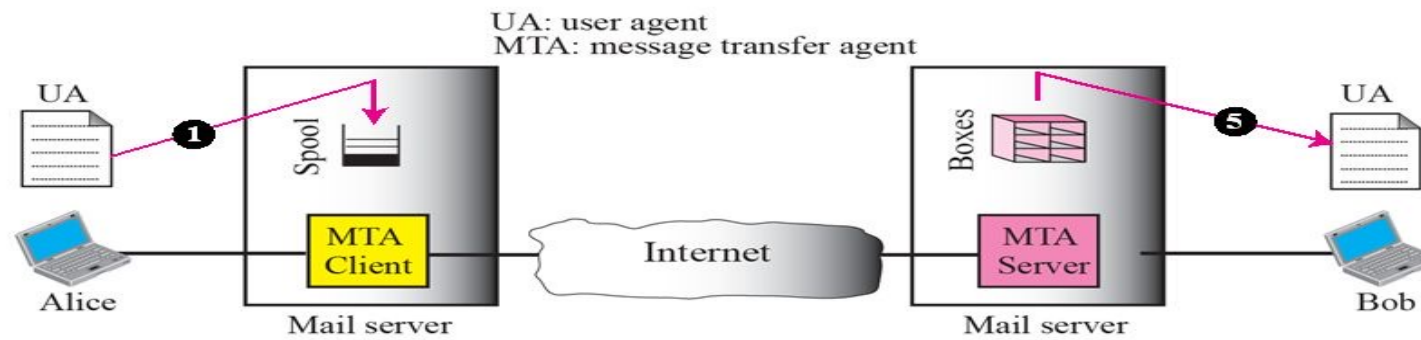 UA: user agent
MTA: message transfer agent
UA
1
Spool
Boxes
5
UA
MTA
Client
Internet
MTA
Server
Alice
Bob
Mail server
Mail server